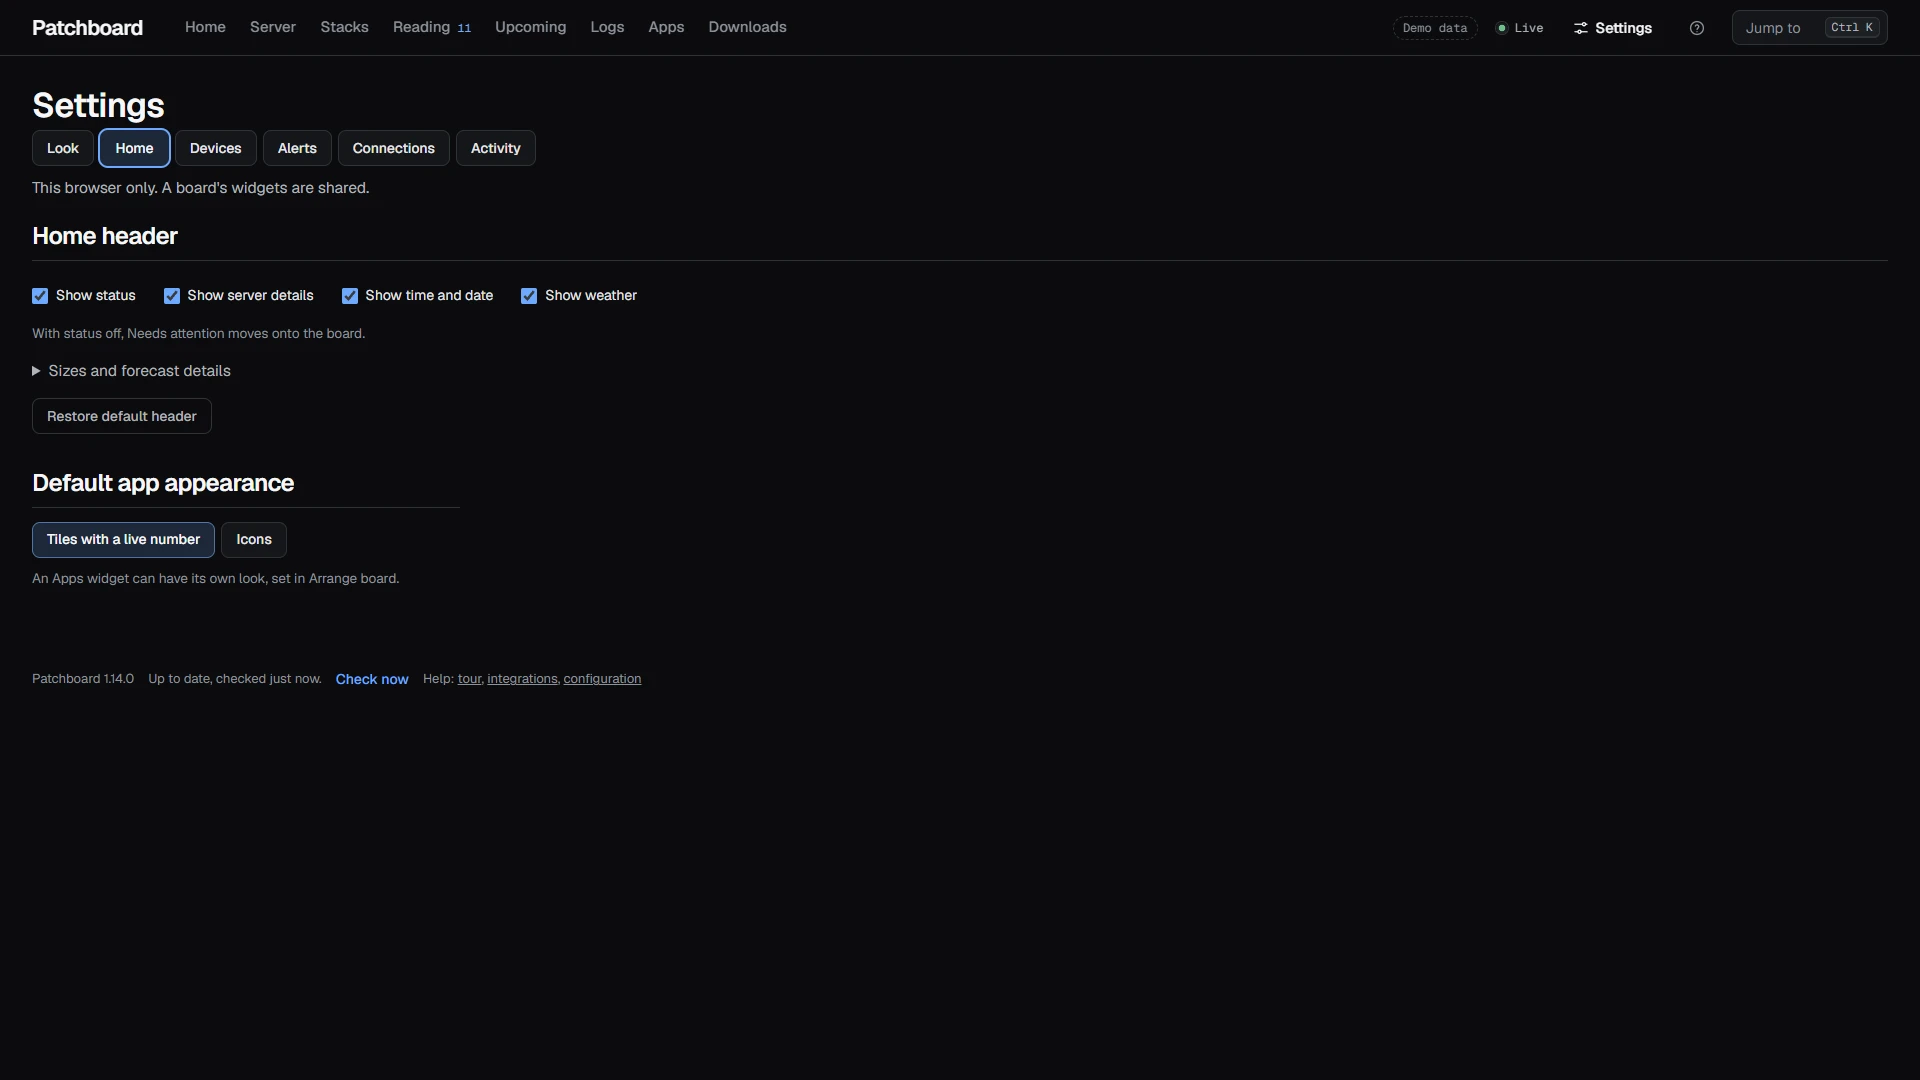 Patchboard Home Server Stacks Reading 11 Upcoming Logs Apps Downloads Demo data Live Settings Jump to Ctrl K
Settings
Look Home Devices Alerts Connections Activity
This browser only. A board's widgets are shared.
Home header
Show status Show server details Show time and date Show weather
With status off, Needs attention moves onto the board.
Sizes and forecast details
Restore default header
Default app appearance
Tiles with a live number Icons
An Apps widget can have its own look, set in Arrange board.
Patchboard 1.14.0 Up to date, checked just now. Check now Help: tour, integrations, configuration